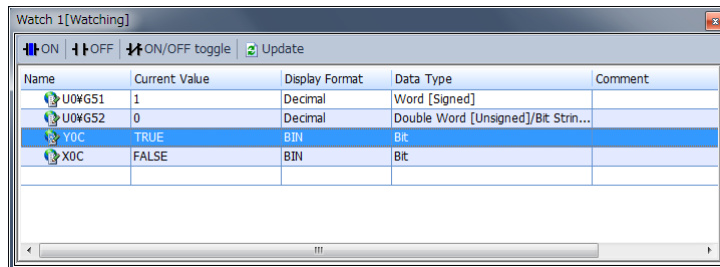 Watch 1[Watching]
ON OFF ON/OFF toggle Update
Name Current Value Display Format Data Type Comment
U0¥G51 1 Decimal Word [Signed]
U0¥G52 0 Decimal Double Word [Unsigned]/Bit Strin...
Y0C TRUE BIN Bit
X0C FALSE BIN Bit